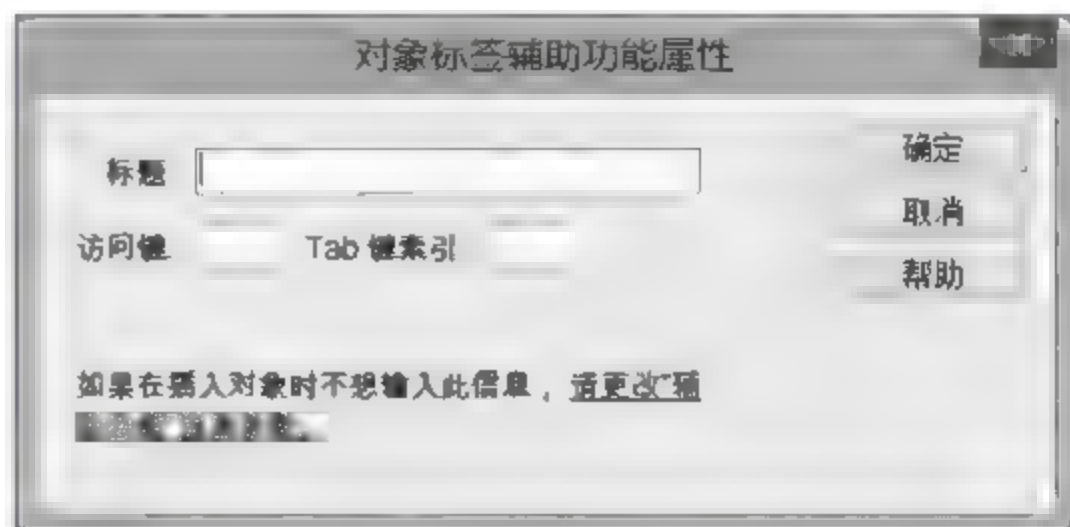 对象标签辅助功能属性
标题
确定
取消
访问键
Tab 键索引
帮助
如果在插入对象时不想输入此信息，请更改"辅